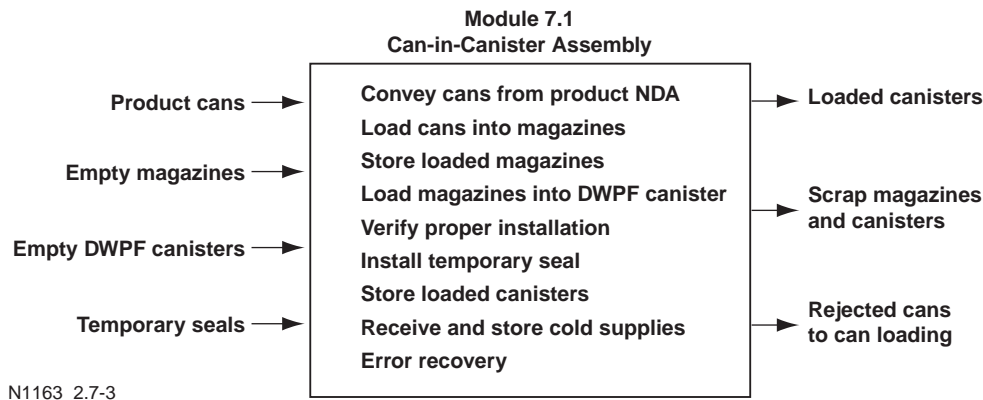 Module 7.1
Can-in-Canister Assembly
Product cans
Empty magazines
Empty DWPF canisters
Temporary seals
Convey cans from product NDA
Load cans into magazines
Store loaded magazines
Load magazines into DWPF canister
Verify proper installation
Install temporary seal
Store loaded canisters
Receive and store cold supplies
Error recovery
Loaded canisters
Scrap magazines
and canisters
Rejected cans
to can loading
N1163 2.7-3